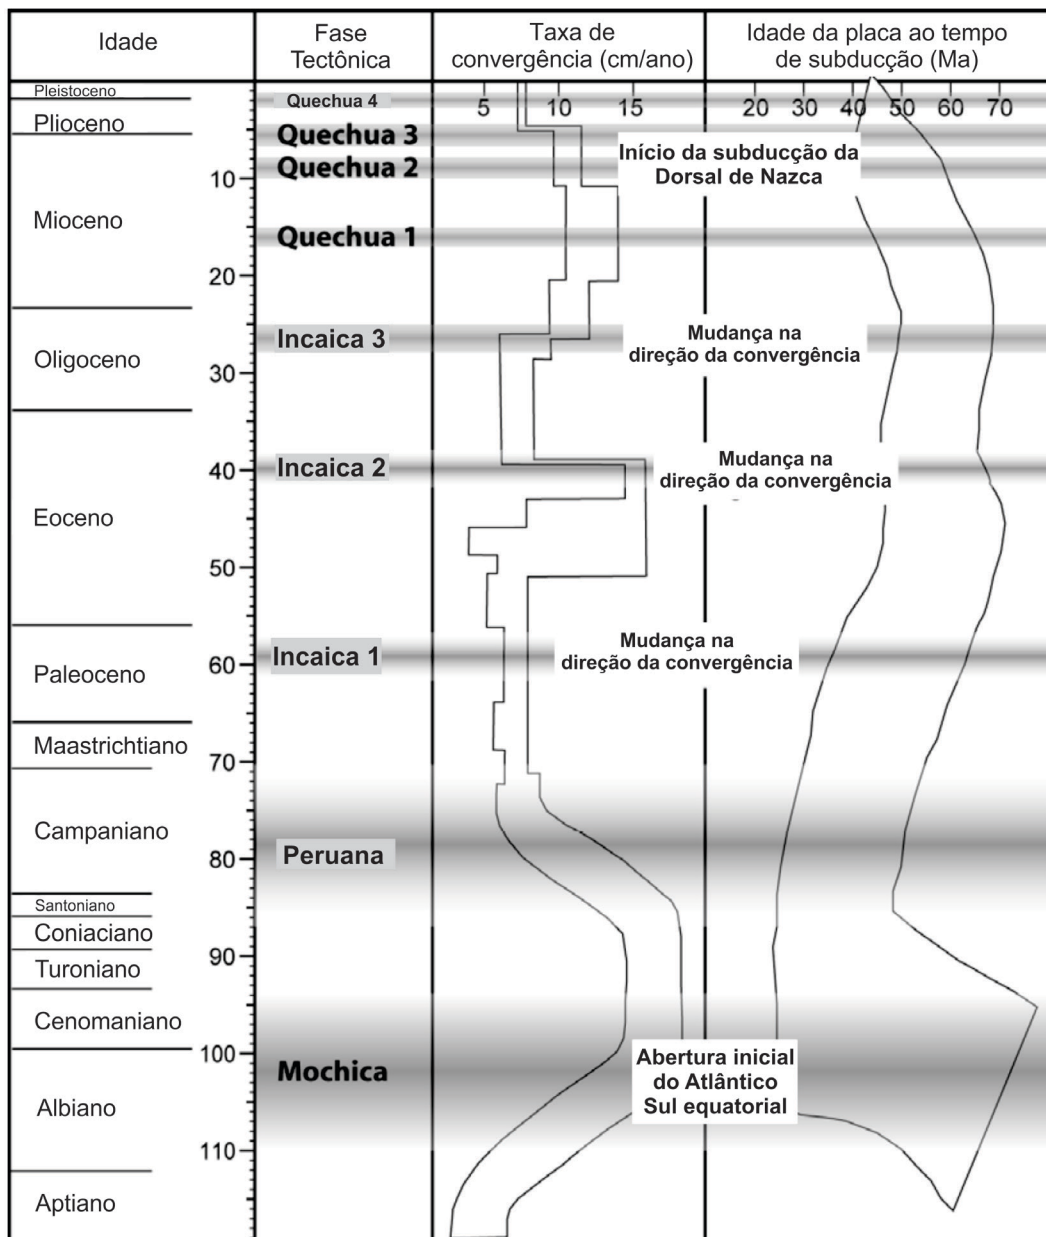 Idade
Fase
Tectônica
Taxa de
convergência (cm/ano)
Idade da placa ao tempo
de subducção (Ma)
Pleistoceno
Quechua 4
5 10 15
20 30 40 50 60 70
Plioceno
Quechua 3
Início da subducção da
Dorsal de Nazca
Quechua 2
10
Mioceno
Quechua 1
20
Incaica 3
Mudança na
direção da convergência
Oligoceno
30
Incaica 2
Mudança na
direção da convergência
40
Eoceno
50
Incaica 1
Mudança na
direção da convergência
60
Paleoceno
Maastrichtiano
70
Campaniano
Peruana
80
Santoniano
Coniaciano
90
Turoniano
Cenomaniano
100
Mochica
Abertura inicial
do Atlântico
Sul equatorial
Albiano
110
Aptiano